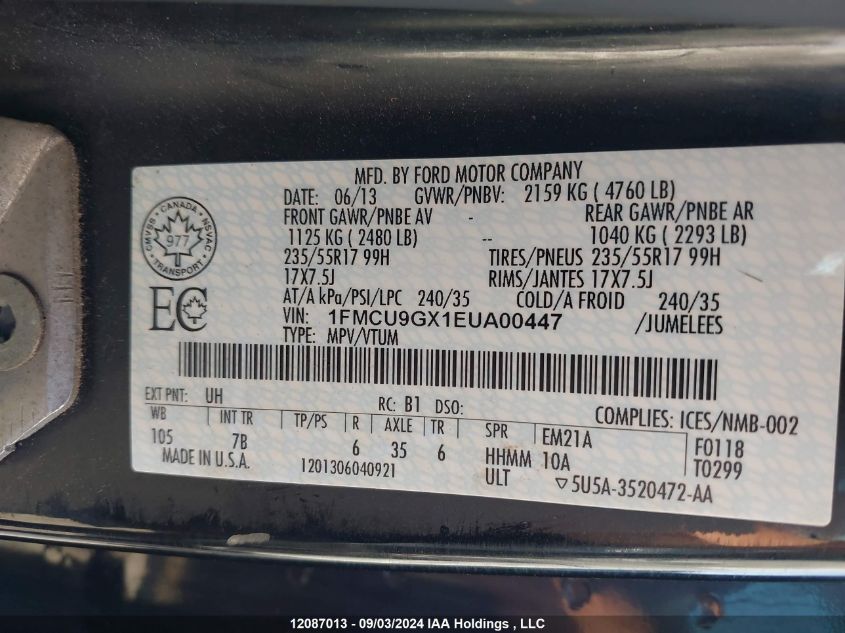 MFD. BY FORD MOTOR COMPANY
DATE: 06/13 GVWR/PNBV: 2159 KG ( 4760 LB)
FRONT GAWR/PNBE AV - REAR GAWR/PNBE AR
1125 KG ( 2480 LB) -- 1040 KG ( 2293 LB)
235/55R17 99H TIRES/PNEUS 235/55R17 99H
17X7.5J RIMS/JANTES 17X7.5J
AT/A kPa/PSI/LPC 240/35 COLD/A FROID 240/35
VIN: 1FMCU9GX1EUA00447 /JUMELEES
TYPE: MPV/VTUM
CANADA
CMVSS NSVAC
977
TRANSPORT
EC
EXT PNT: UH RC: B1 DSO: COMPLIES: ICES/NMB-002
WB INT TR TP/PS R AXLE TR SPR EM21A F0118
105 7B 6 35 6 HHMM 10A T0299
MADE IN U.S.A. 1201306040921 ULT ▽5U5A-3520472-AA
12087013 - 09/03/2024 IAA Holdings , LLC